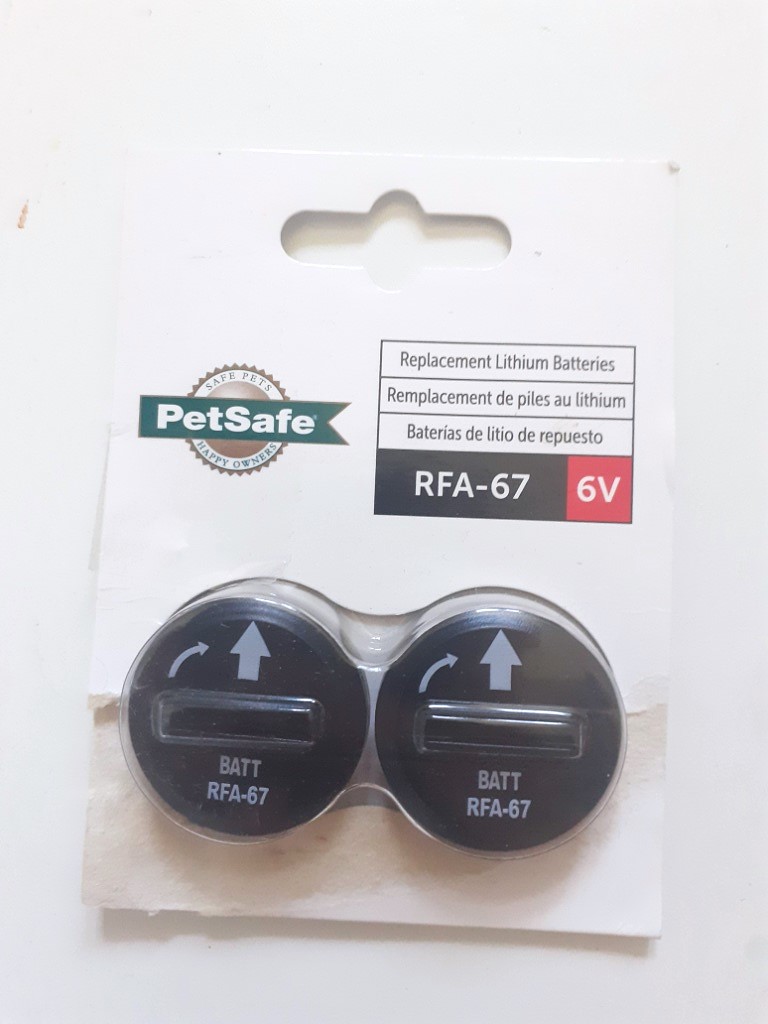 SAFE PETS
PetSafe®
HAPPY OWNERS
Replacement Lithium Batteries
Remplacement de piles au lithium
Baterías de litio de repuesto
RFA-67 6V
BATT
RFA-67
BATT
RFA-67